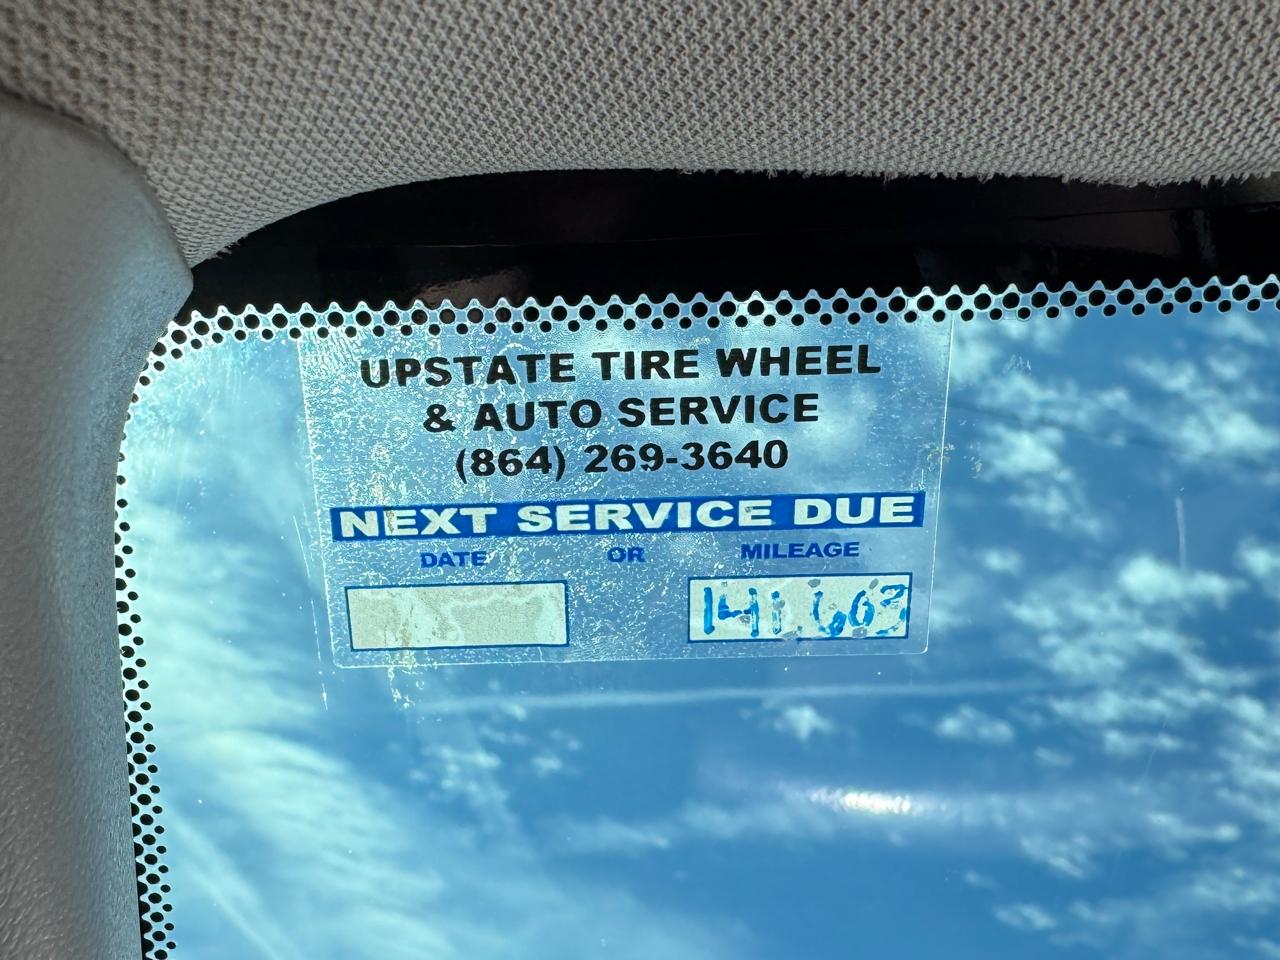 UPSTATE TIRE WHEEL
& AUTO SERVICE
(864) 269-3640
NEXT SERVICE DUE
DATE OR MILEAGE
141,603